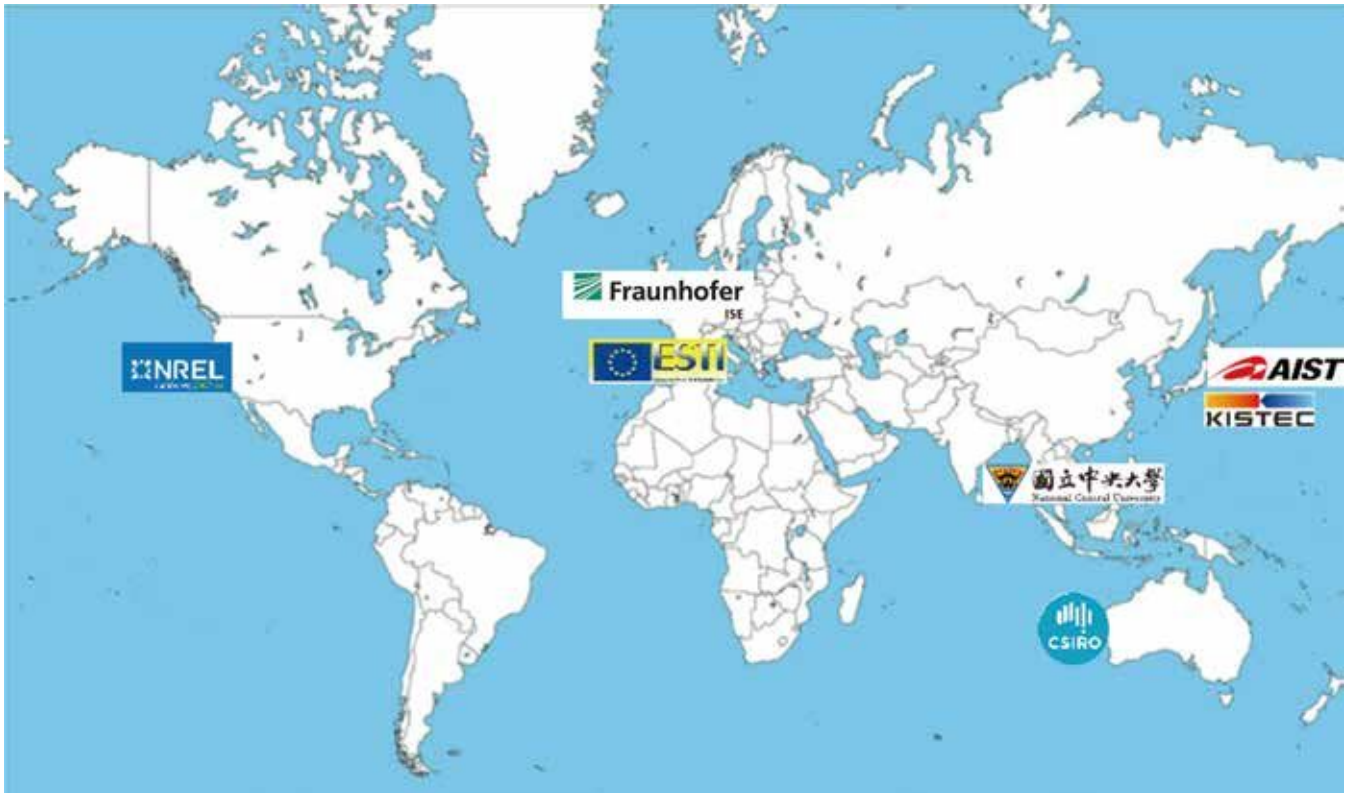 Fraunhofer
ISE
NREL
ESTI
AIST
KISTEC
國立中央大學
National Central University
CSIRO